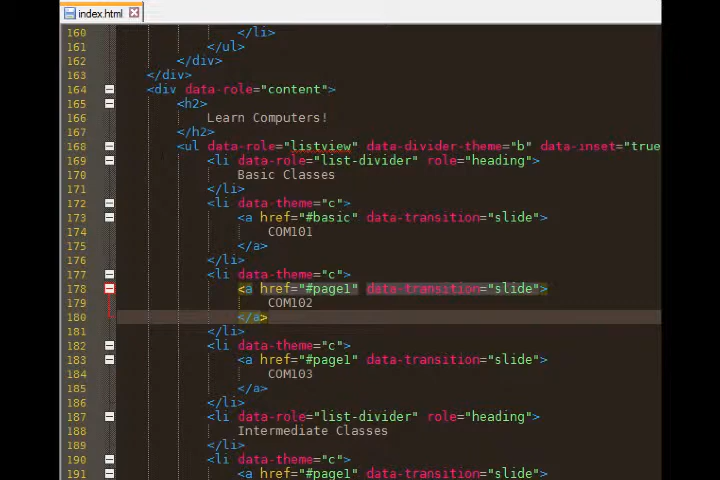 index.html
160 </li>
161 </ul>
162 </div>
163 </div>
164 <div data-role="content">
165 <h2>
166 Learn Computers!
167 </h2>
168 <ul data-role="listview" data-divider-theme="b" data-inset="true
169 <li data-role="list-divider" role="heading">
170 Basic Classes
171 </li>
172 <li data-theme="c">
173 <a href="#basic" data-transition="slide">
174 COM101
175 </a>
176 </li>
177 <li data-theme="c">
178 <a href="#page1" data-transition="slide">
179 COM102
180 </a>
181 </li>
182 <li data-theme="c">
183 <a href="#page1" data-transition="slide">
184 COM103
185 </a>
186 </li>
187 <li data-role="list-divider" role="heading">
188 Intermediate Classes
189 </li>
190 <li data-theme="c">
191 <a href="#page1" data-transition="slide">